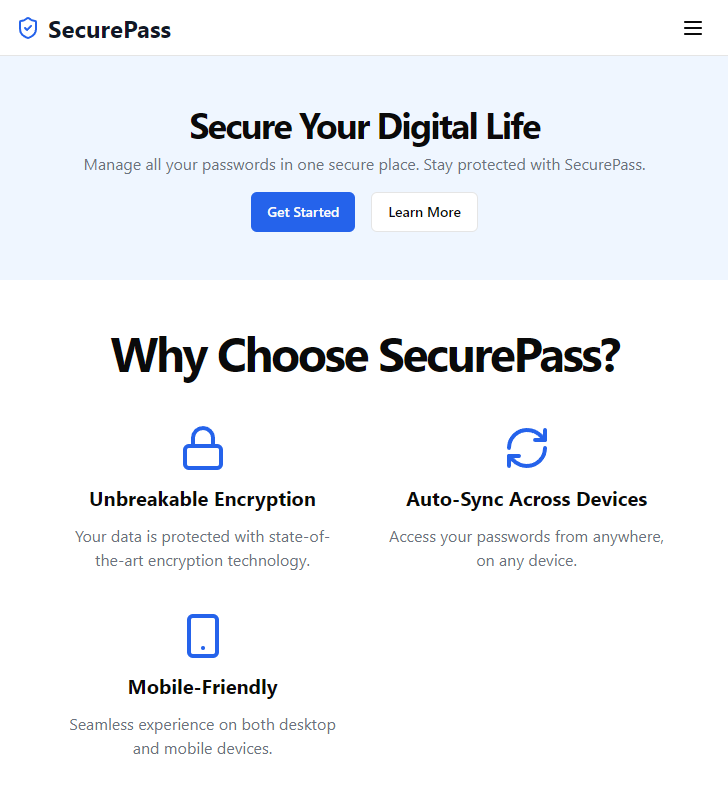 SecurePass
Secure Your Digital Life
Manage all your passwords in one secure place. Stay protected with SecurePass.
Get Started
Learn More
Why Choose SecurePass?
Unbreakable Encryption
Your data is protected with state-of-
the-art encryption technology.
Auto-Sync Across Devices
Access your passwords from anywhere,
on any device.
Mobile-Friendly
Seamless experience on both desktop
and mobile devices.